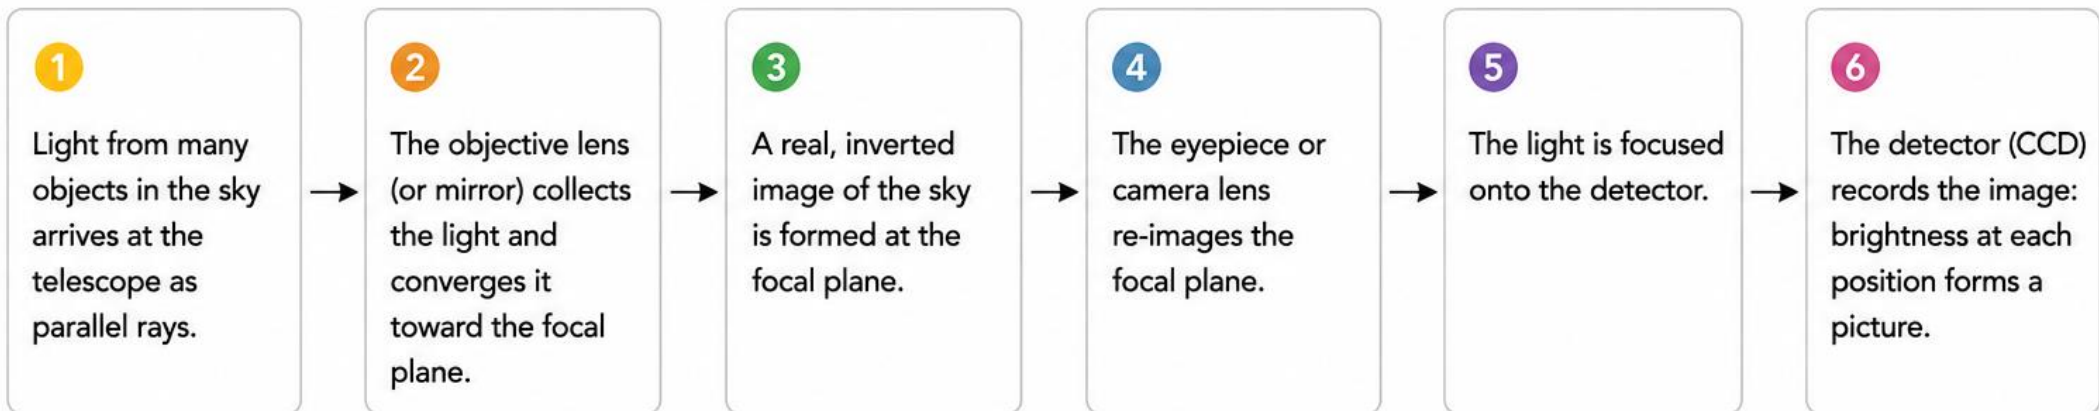 1
Light from many
objects in the sky
arrives at the
telescope as
parallel rays.
2
The objective lens
(or mirror) collects
the light and
converges it
toward the focal
plane.
3
A real, inverted
image of the sky
is formed at the
focal plane.
4
The eyepiece or
camera lens
re-images the
focal plane.
5
The light is focused
onto the detector.
6
The detector (CCD)
records the image:
brightness at each
position forms a
picture.